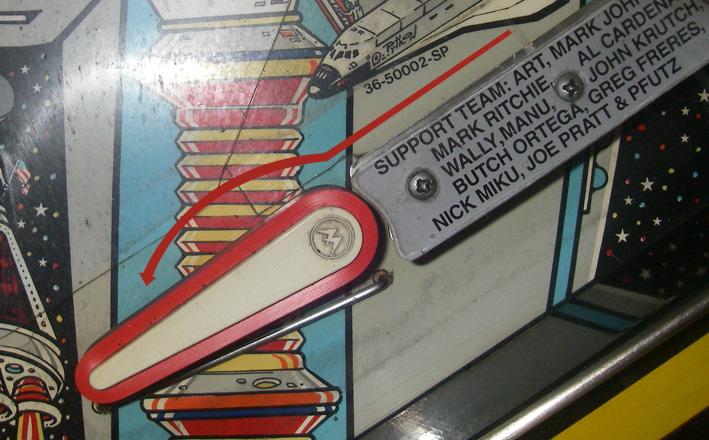 36-50002-SP
SUPPORT TEAM: ART, MARK JOHN
MARK RITCHIE, AL CARDENA
WALLY, MANU, JOHN KRUTCH,
BUTCH ORTEGA, GREG FRERES,
NICK MIKU, JOE PRATT & PFUTZ